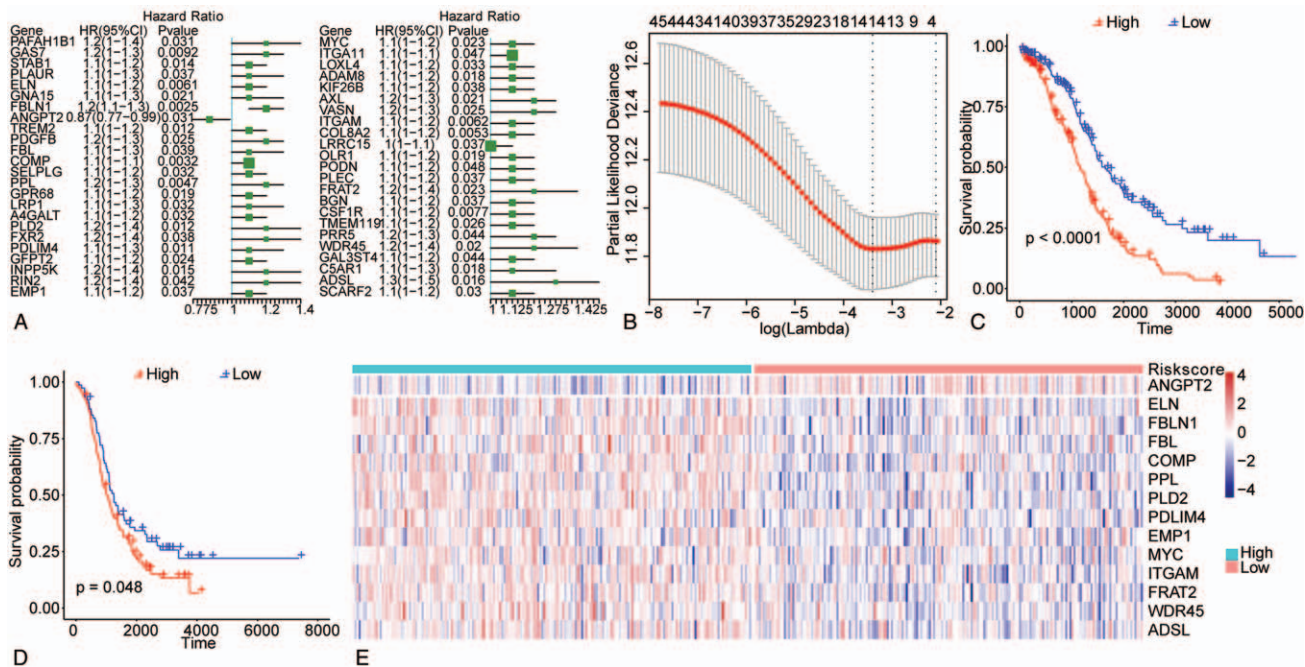 Hazard Ratio
Gene HR(95%CI) Pvalue
PAFAH1B1 1.2(1−1.4) 0.031
GAS7 1.2(1−1.3) 0.0092
STAB1 1.1(1−1.2) 0.014
PLAUR 1.1(1−1.3) 0.037
ELN 1.1(1−1.2) 0.0061
GNA15 1.1(1−1.3) 0.021
FBLN1 1.2(1.1−1.3) 0.0025
ANGPT2 0.87(0.77−0.99) 0.031
TREM2 1.1(1−1.2) 0.012
PDGFB 1.2(1−1.3) 0.025
FBL 1.1(1−1.3) 0.039
COMP 1.1(1−1.1) 0.0032
SELPLG 1.1(1−1.2) 0.032
PPL 1.2(1−1.3) 0.0047
GPR68 1.1(1−1.2) 0.019
LRP1 1.1(1−1.3) 0.032
A4GALT 1.1(1−1.2) 0.032
PLD2 1.2(1−1.4) 0.012
FXR2 1.2(1−1.4) 0.038
PDLIM4 1.1(1−1.3) 0.011
GFPT2 1.1(1−1.2) 0.024
INPP5K 1.2(1−1.4) 0.015
RIN2 1.2(1−1.4) 0.042
EMP1 1.1(1−1.2) 0.037
0.775 1 1.2 1.4
Hazard Ratio
Gene HR(95%CI) Pvalue
MYC 1.1(1−1.2) 0.023
ITGA11 1.1(1−1.1) 0.047
LOXL4 1.1(1−1.2) 0.033
ADAM8 1.1(1−1.2) 0.018
KIF26B 1.1(1−1.2) 0.038
AXL 1.2(1−1.3) 0.021
VASN 1.2(1−1.3) 0.025
ITGAM 1.1(1−1.2) 0.0062
COL8A2 1.1(1−1.2) 0.0053
LRRC15 1(1−1.1) 0.037
OLR1 1.1(1−1.2) 0.019
PODN 1.1(1−1.2) 0.048
PLEC 1.1(1−1.2) 0.037
FRAT2 1.2(1−1.4) 0.023
BGN 1.1(1−1.2) 0.037
CSF1R 1.1(1−1.2) 0.0077
TMEM119 1.1(1−1.2) 0.026
PRR5 1.2(1−1.3) 0.044
WDR45 1.2(1−1.4) 0.02
GAL3ST4 1.1(1−1.2) 0.044
C5AR1 1.1(1−1.3) 0.018
ADSL 1.3(1−1.5) 0.016
SCARF2 1.1(1−1.2) 0.03
1 1.125 1.275 1.425
A
45444434140393735292318141413 9 4
Partial Likelihood Deviance
12.6
12.4
12.2
12.0
11.8
−8 −7 −6 −5 −4 −3 −2
log(Lambda)
B
High Low
Survival probability
1.00
0.75
0.50
0.25
0.00
p < 0.0001
0 1000 2000 3000 4000 5000
Time
C
High Low
Survival probability
1.00
0.75
0.50
0.25
0.00
p = 0.048
0 2000 4000 6000 8000
Time
D
Riskscore
ANGPT2
ELN
FBLN1
FBL
COMP
PPL
PLD2
PDLIM4
EMP1
MYC
ITGAM
FRAT2
WDR45
ADSL
4
2
0
−2
−4
High
Low
E